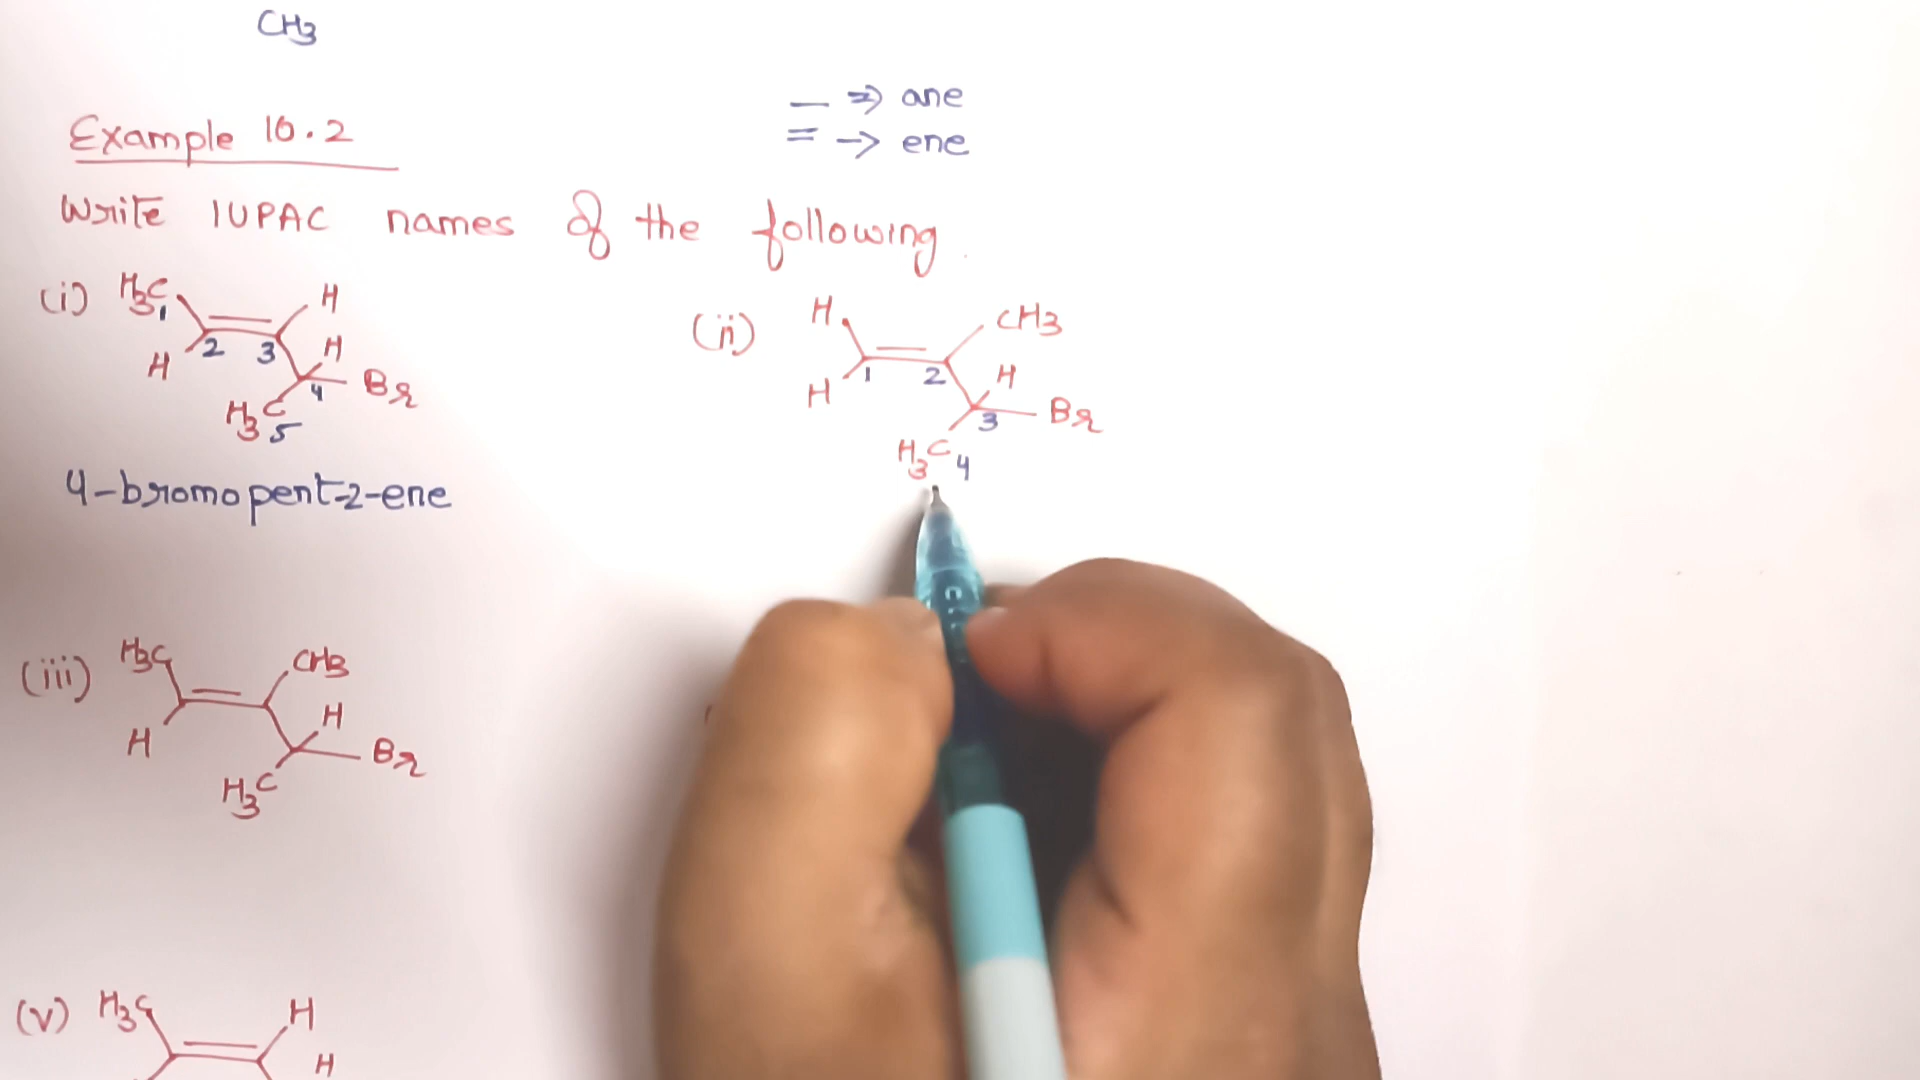 CH3
— => ane
= -> ene
Example 10.2
Write IUPAC names of the following.
(i) H3C 1 H
H 2 3 H
4 Br
H3C 5
4-bromopent-2-ene
(ii) H CH3
H 1 2 H
3 Br
H3C 4
(iii) H3C CH3
H H
Br
H3C
(v) H3C H
H